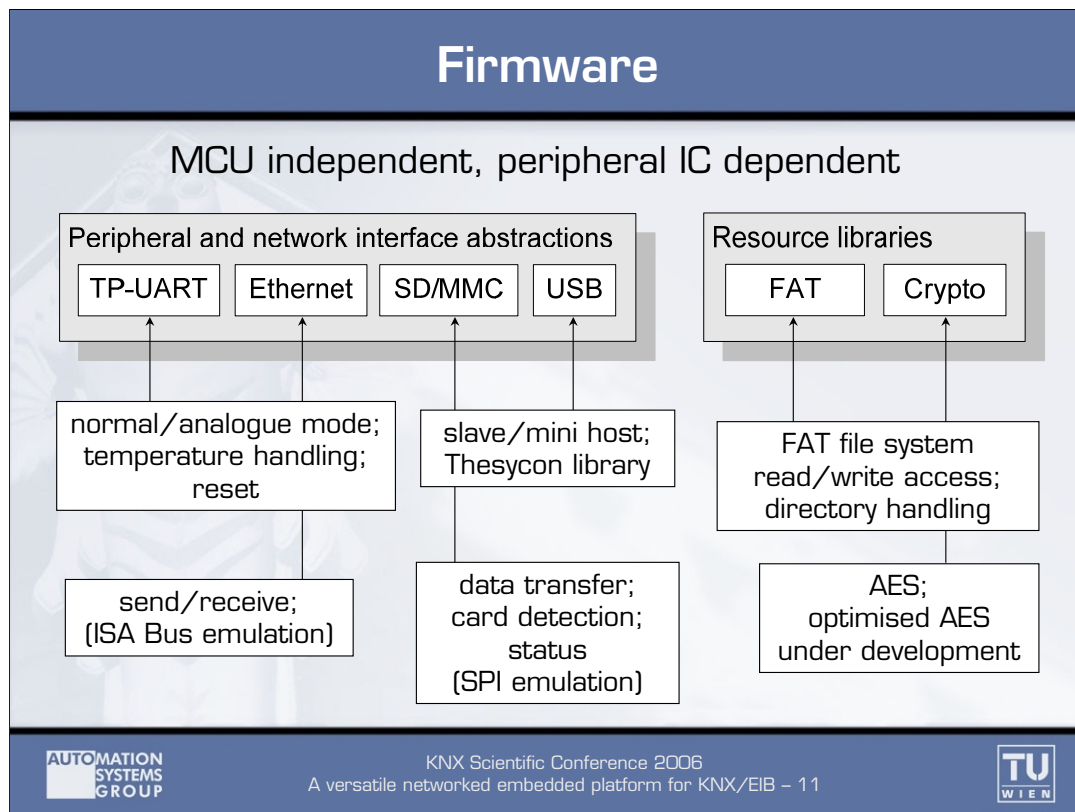 Firmware
MCU independent, peripheral IC dependent
Peripheral and network interface abstractions
TP-UART
Ethernet
SD/MMC
USB
Resource libraries
FAT
Crypto
normal/analogue mode;
temperature handling;
reset
slave/mini host;
Thesycon library
FAT file system
read/write access;
directory handling
send/receive;
(ISA Bus emulation)
data transfer;
card detection;
status
(SPI emulation)
AES;
optimised AES
under development
AUTOMATION
SYSTEMS
GROUP
KNX Scientific Conference 2006
A versatile networked embedded platform for KNX/EIB – 11
TU
WIEN